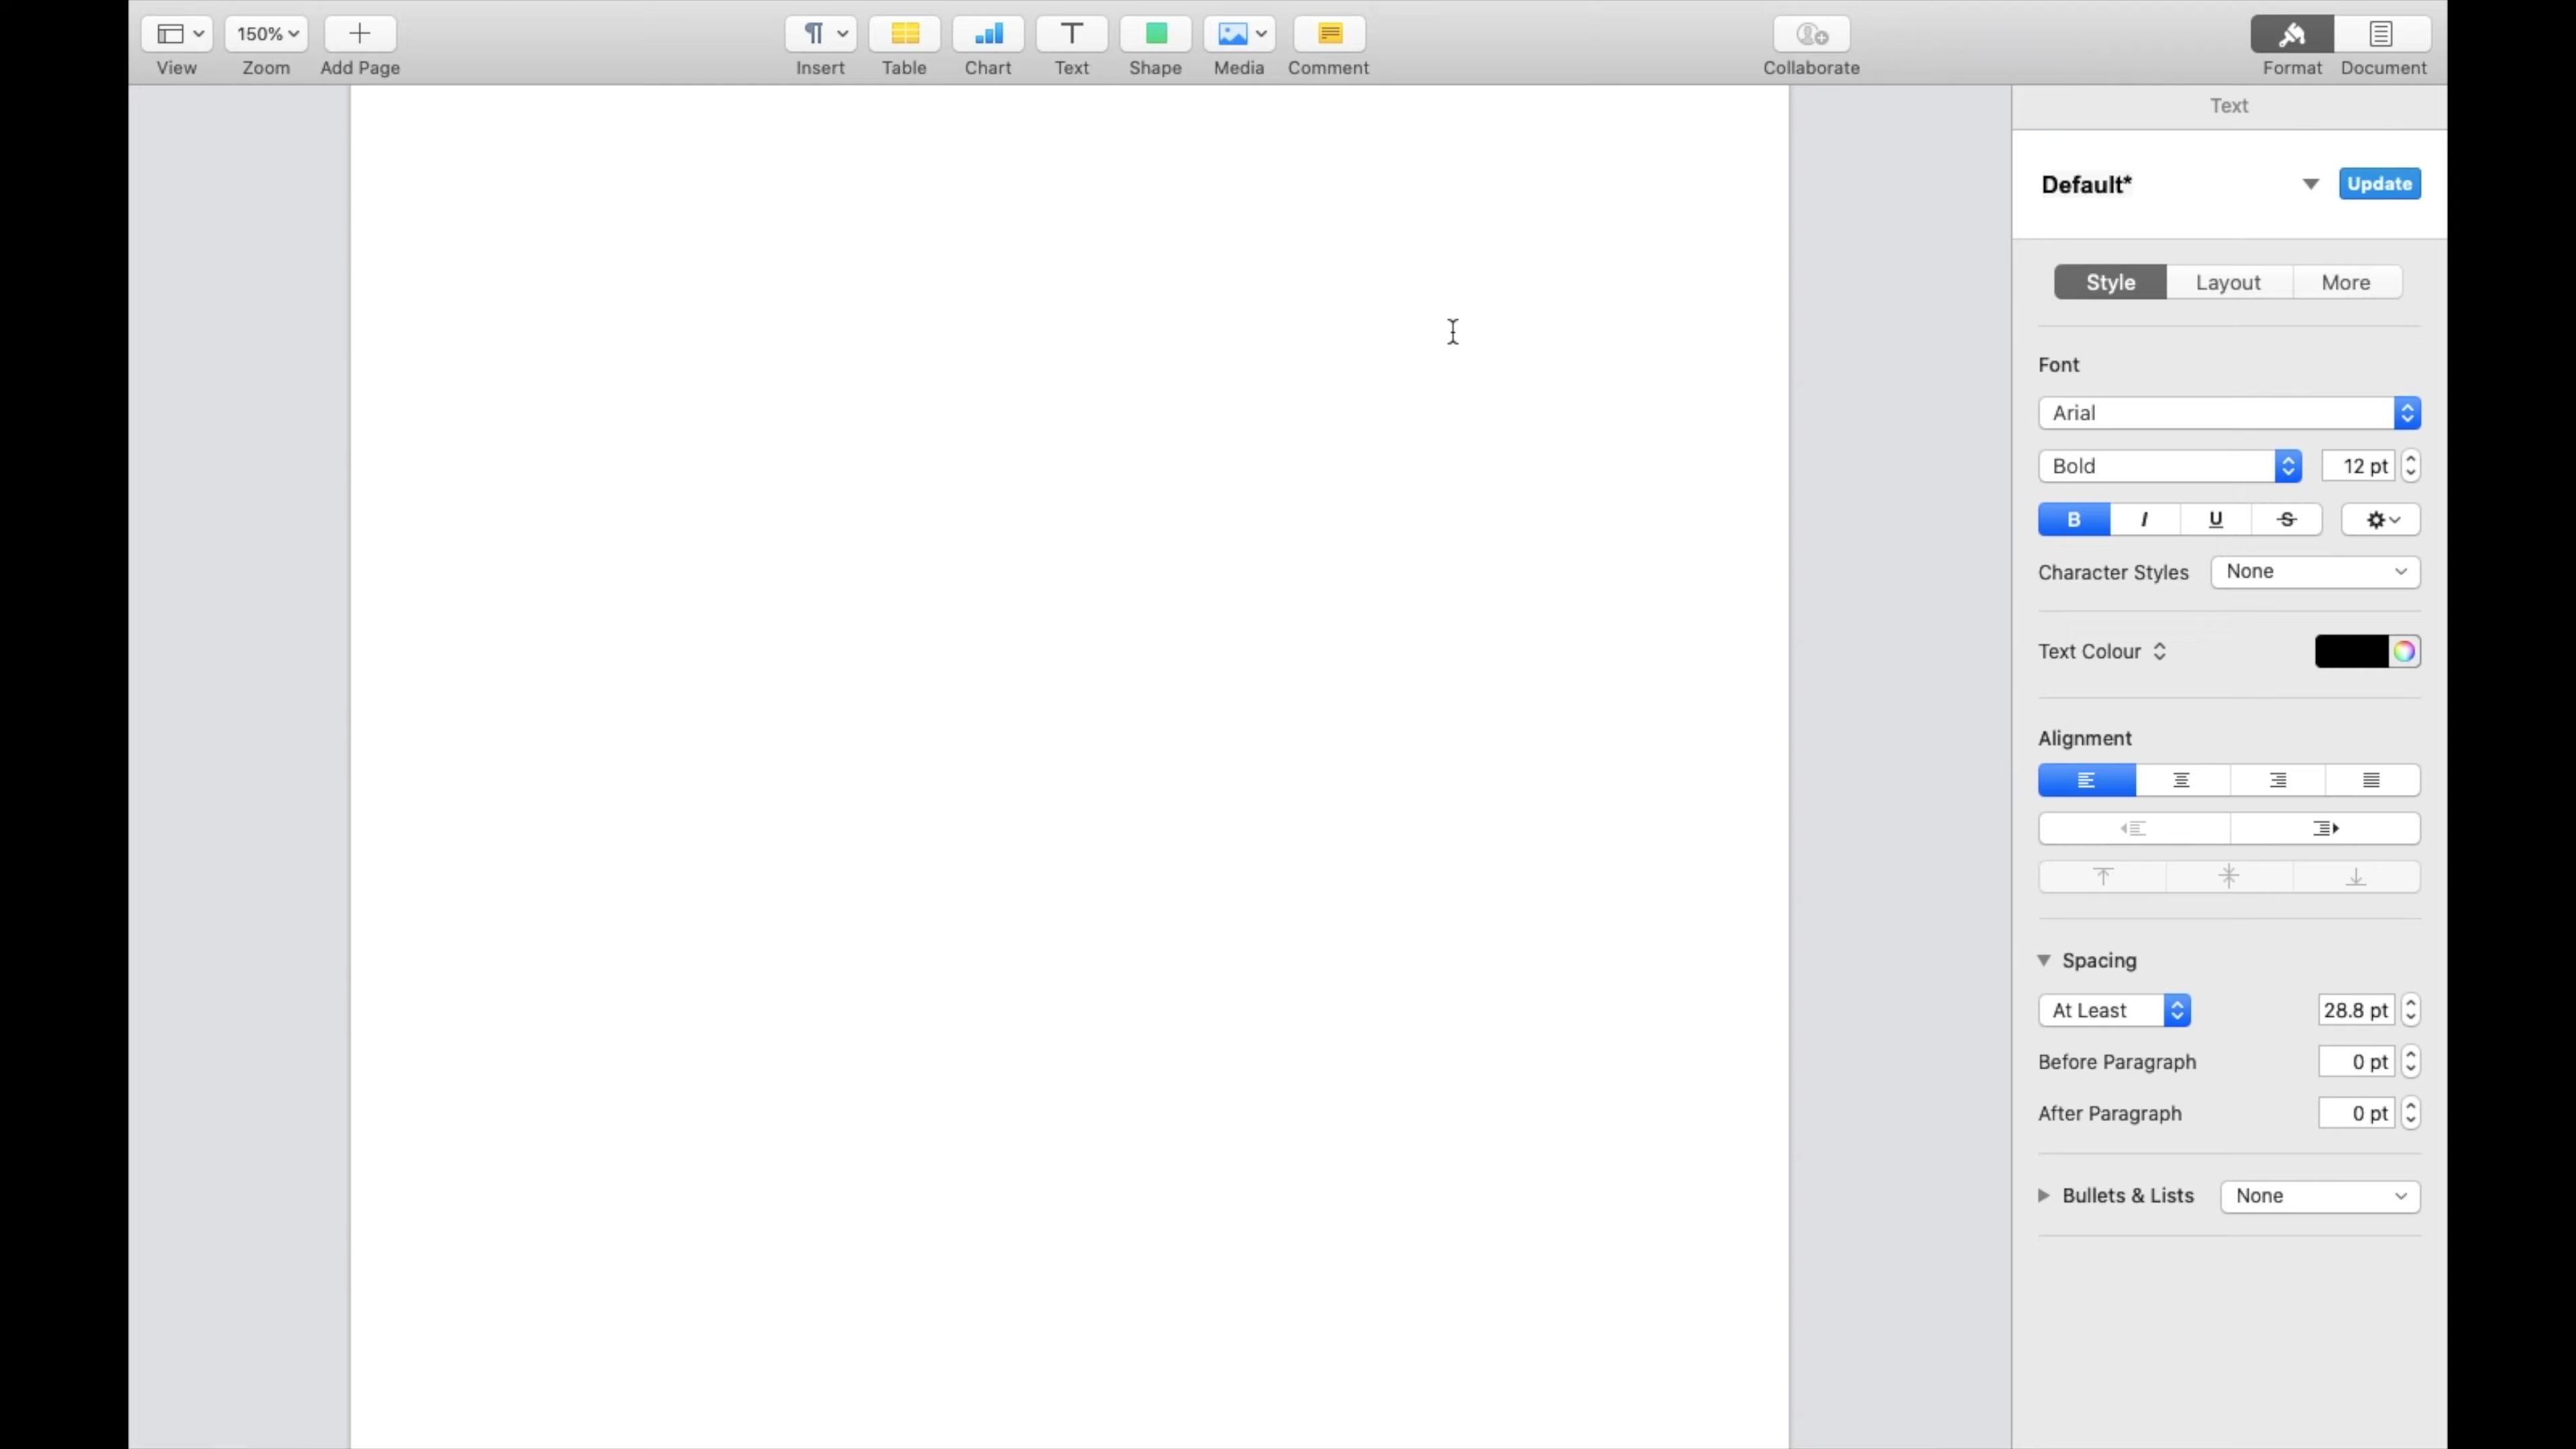 150%
View Zoom Add Page Insert Table Chart Text Shape Media Comment Collaborate Format Document
Text
Default* Update
Style Layout More
Font
Arial
Bold 12 pt
B I U S
Character Styles None
Text Colour
Alignment
Spacing
At Least 28.8 pt
Before Paragraph 0 pt
After Paragraph 0 pt
Bullets & Lists None